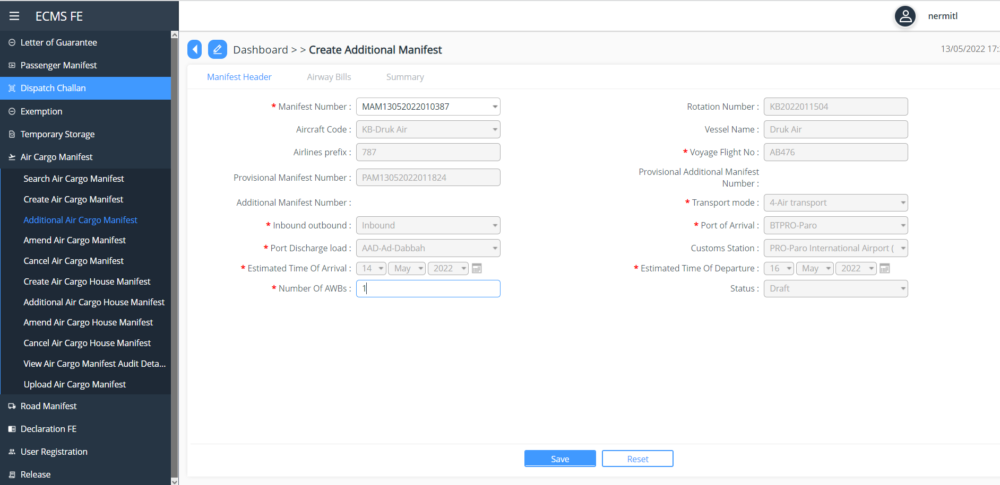 ECMS FE
nermitl
Letter of Guarantee
Passenger Manifest
Dispatch Challan
Exemption
Temporary Storage
Air Cargo Manifest
Search Air Cargo Manifest
Create Air Cargo Manifest
Additional Air Cargo Manifest
Amend Air Cargo Manifest
Cancel Air Cargo Manifest
Create Air Cargo House Manifest
Additional Air Cargo House Manifest
Amend Air Cargo House Manifest
Cancel Air Cargo House Manifest
View Air Cargo Manifest Audit Deta...
Upload Air Cargo Manifest
Road Manifest
Declaration FE
User Registration
Release
Dashboard > > Create Additional Manifest
13/05/2022 17:
Manifest Header Airway Bills Summary
* Manifest Number : MAM13052022010387
Rotation Number : KB2022011504
Aircraft Code : KB-Druk Air
Vessel Name : Druk Air
Airlines prefix : 787
* Voyage Flight No : AB476
Provisional Manifest Number : PAM13052022011824
Provisional Additional Manifest
Number :
Additional Manifest Number :
* Transport mode : 4-Air transport
* Inbound outbound : Inbound
* Port of Arrival : BTPRO-Paro
* Port Discharge load : AAD-Ad-Dabbah
Customs Station : PRO-Paro International Airport (
* Estimated Time Of Arrival : 14 May 2022
* Estimated Time Of Departure : 16 May 2022
* Number Of AWBs : 1
Status : Draft
Save Reset